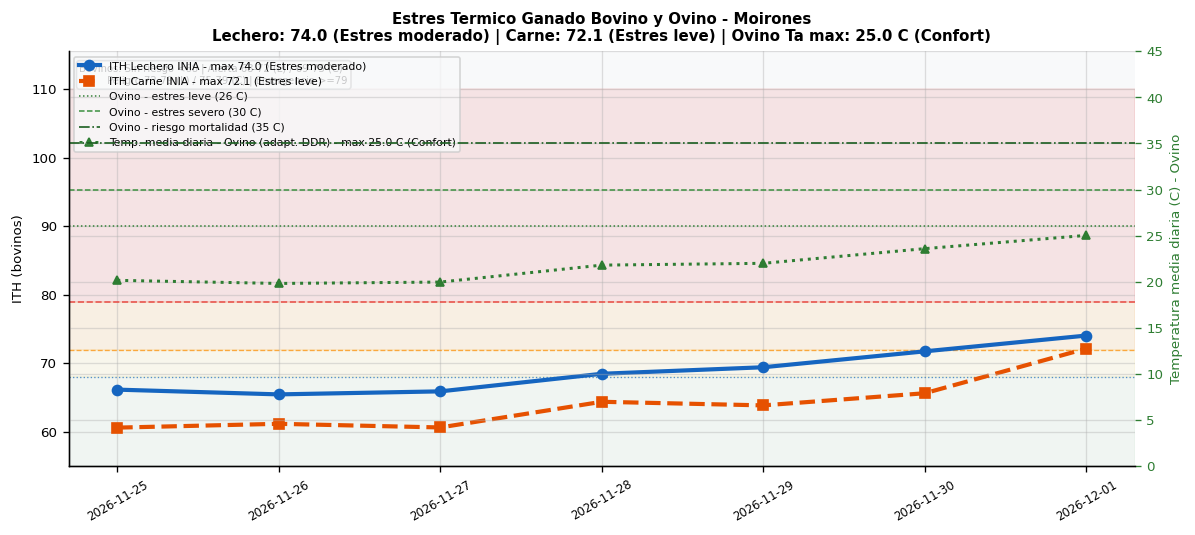 Estres Termico Ganado Bovino y Ovino - Moirones
Lechero: 74.0 (Estres moderado) | Carne: 72.1 (Estres leve) | Ovino Ta max: 25.0 C (Confort)
ITH Lechero INIA - max 74.0 (Estres moderado)
ITH Carne INIA - max 72.1 (Estres leve)
Ovino - estres leve (26 C)
Ovino - estres severo (30 C)
Ovino - riesgo mortalidad (35 C)
Temp. media diaria - Ovino (adapt. DDR) - max 25.0 C (Confort)
ITH (bovinos)
110
100
90
80
70
60
45
40
35
30
25
20
15
10
5
0
Temperatura media diaria (C) - Ovino
2026-11-25
2026-11-26
2026-11-27
2026-11-28
2026-11-29
2026-11-30
2026-12-01